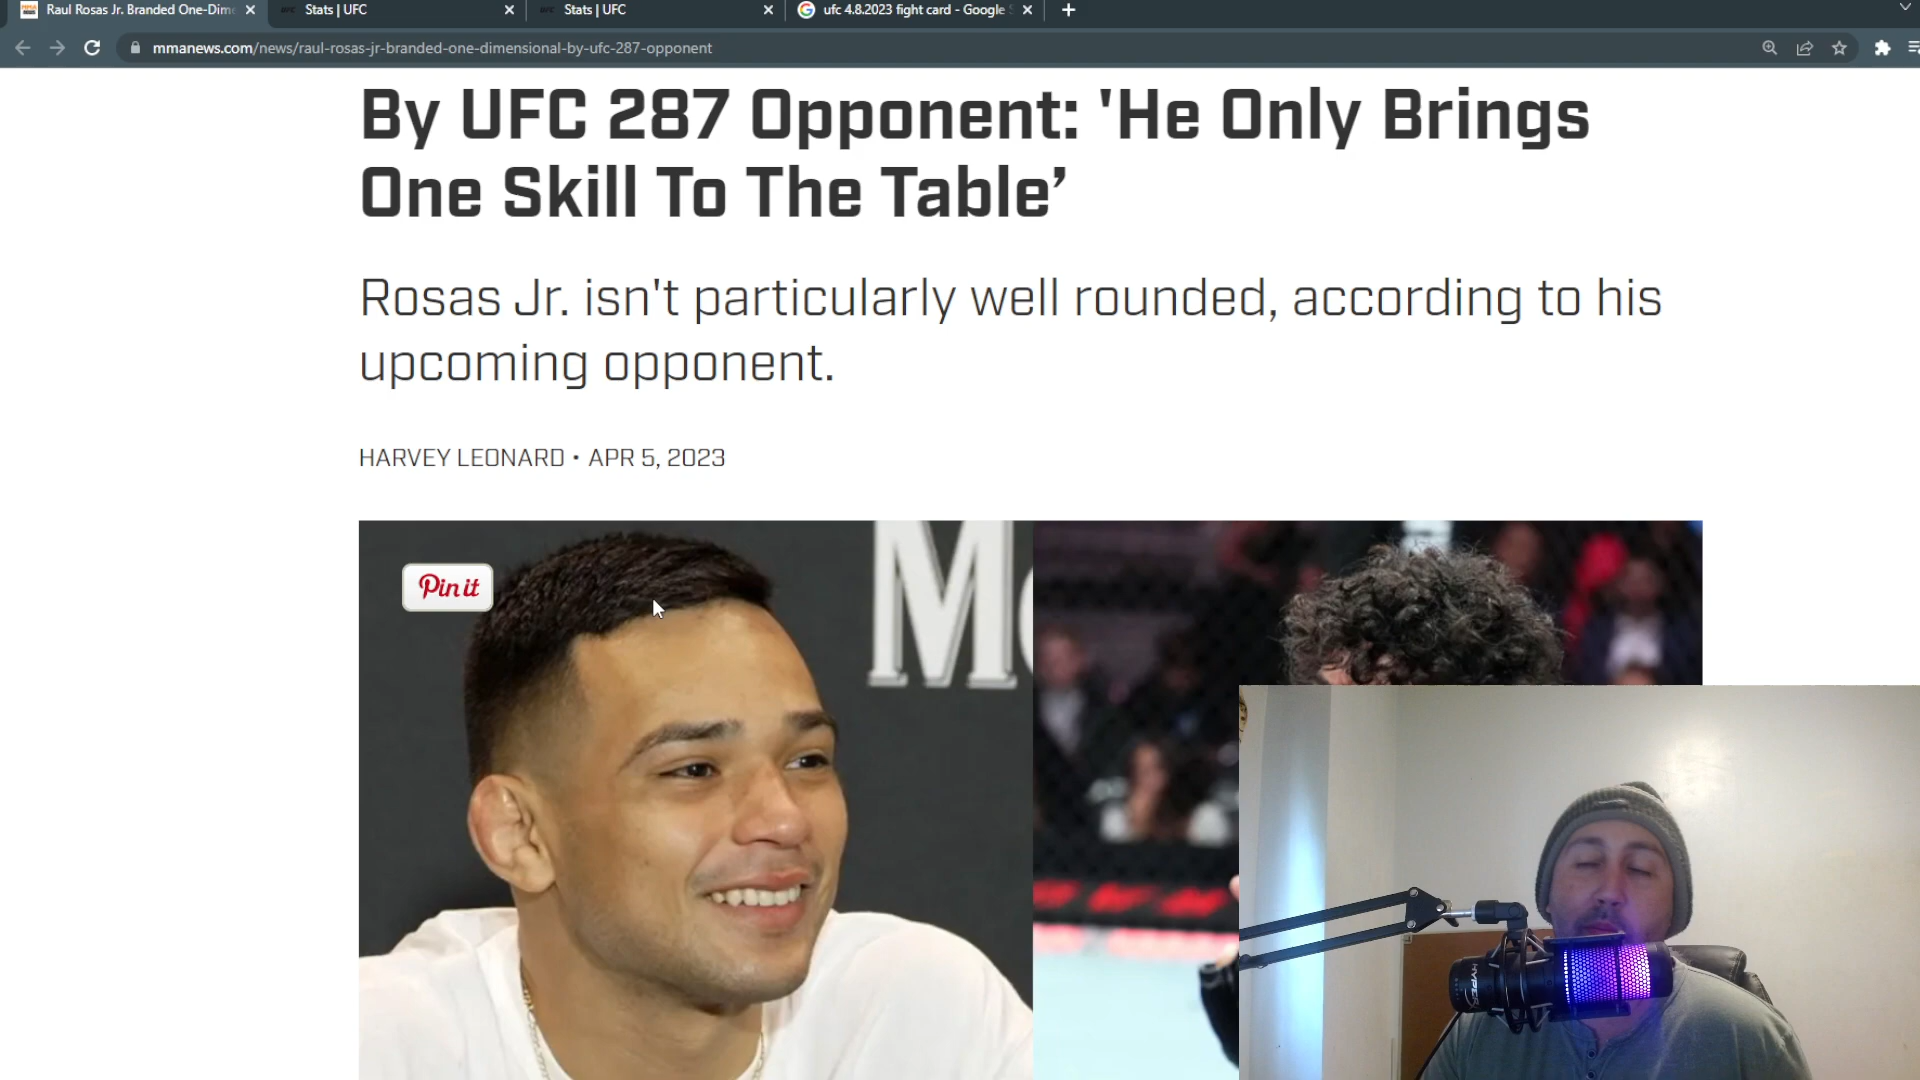 Raul Rosas Jr. Branded One-Dim
Stats | UFC
Stats | UFC
ufc 4.8.2023 fight card - Google S
mmanews.com/news/raul-rosas-jr-branded-one-dimensional-by-ufc-287-opponent
By UFC 287 Opponent: 'He Only Brings
One Skill To The Table’
Rosas Jr. isn't particularly well rounded, according to his
upcoming opponent.
HARVEY LEONARD • APR 5, 2023
Pin it
M
HYPERX